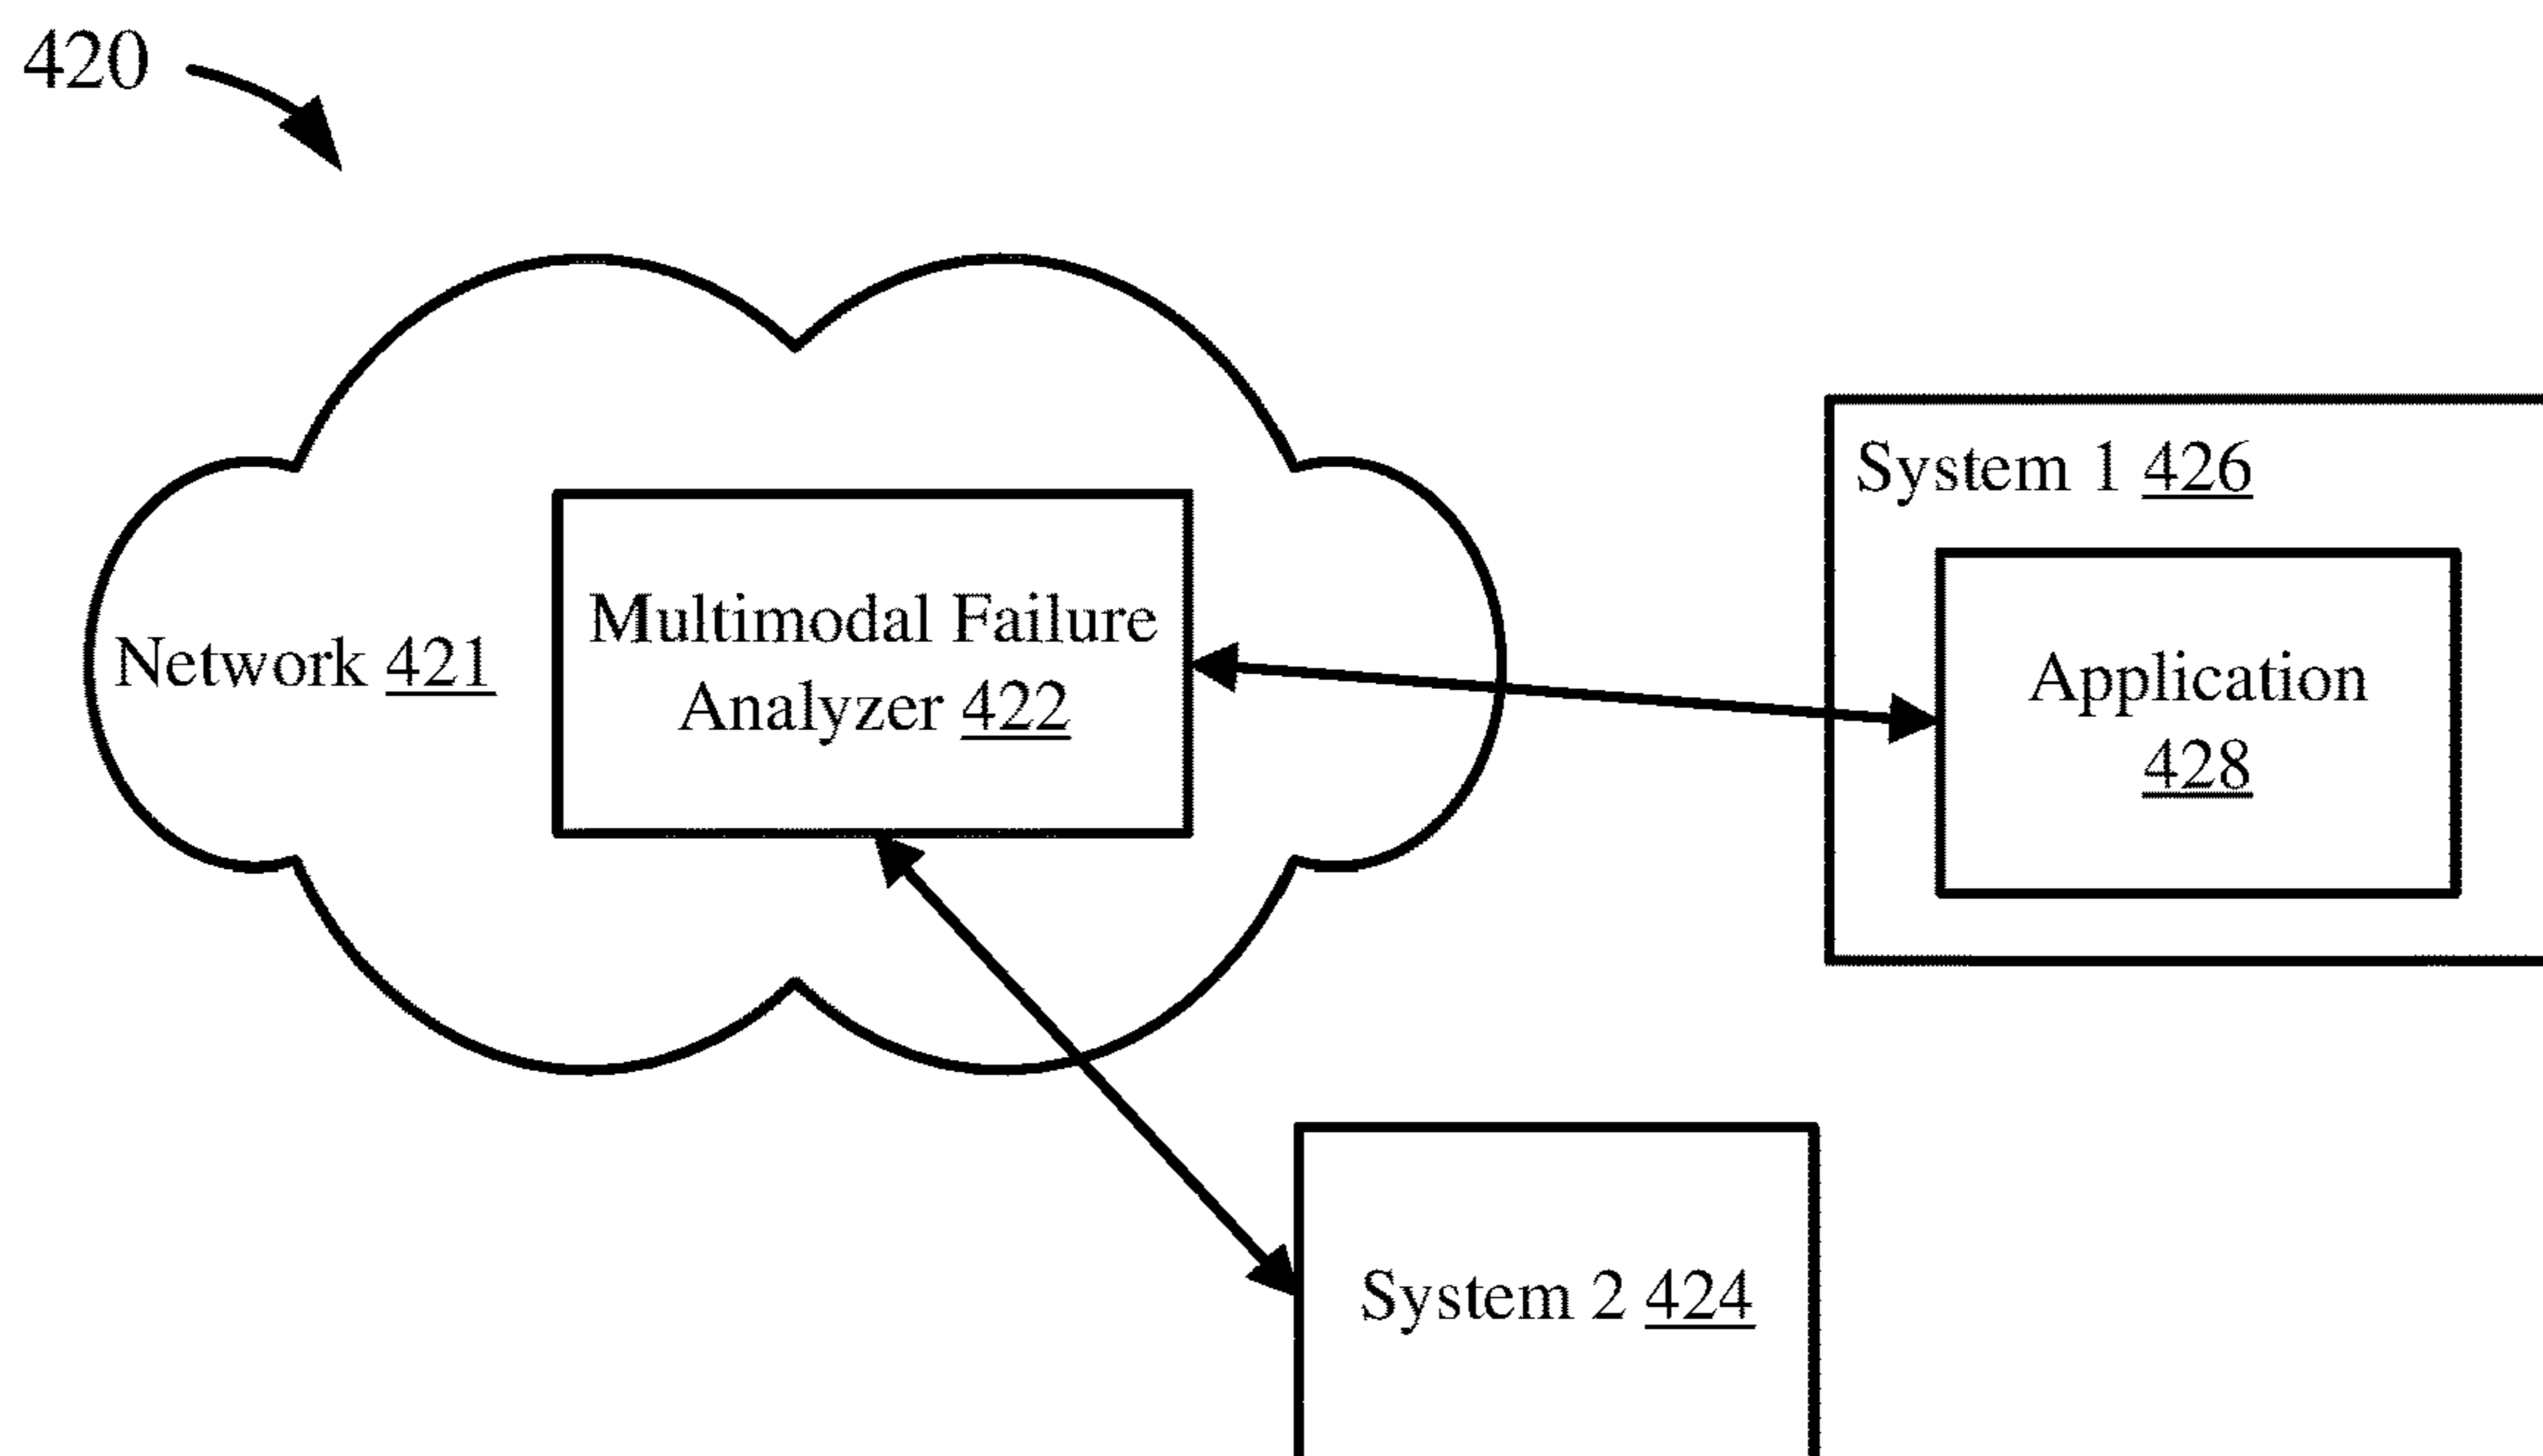 420
Network 421
Multimodal Failure
Analyzer 422
System 1 426
Application
428
System 2 424